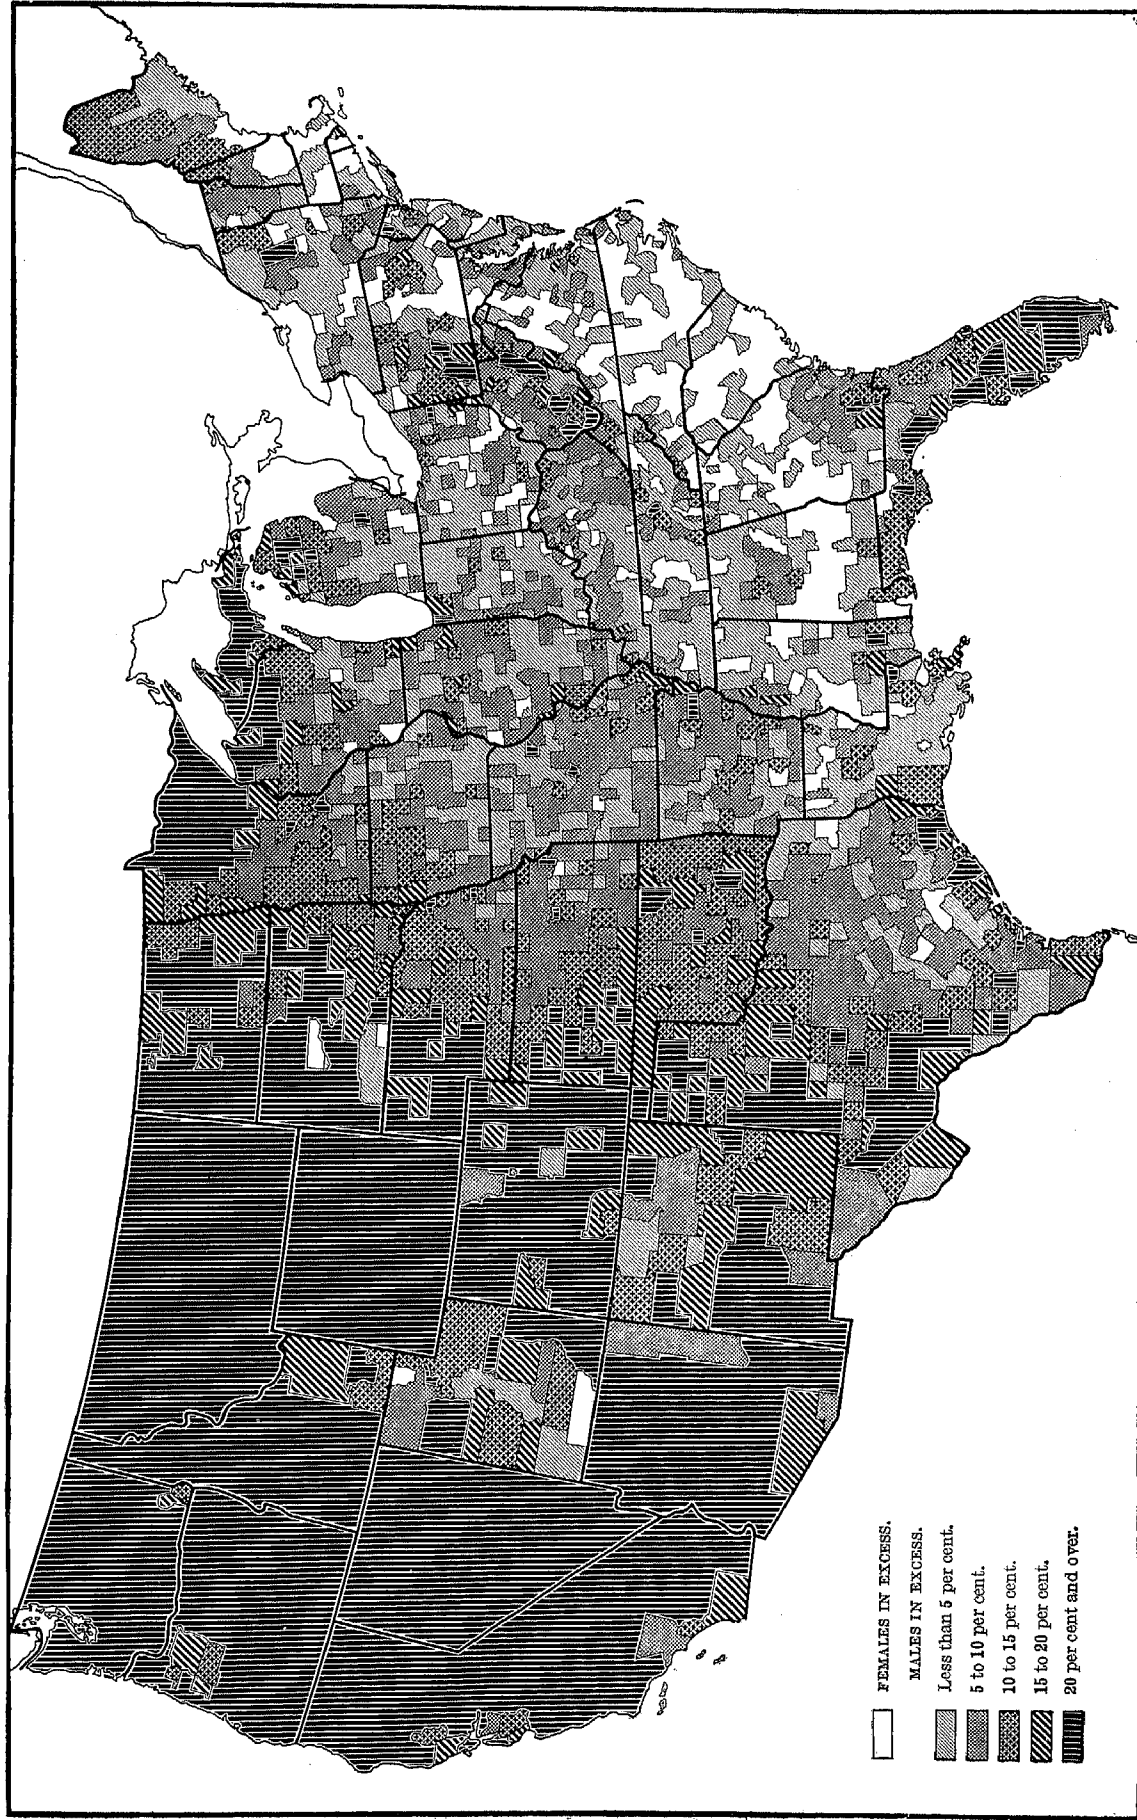 FEMALES IN EXCESS.
MALES IN EXCESS.
Less than 5 per cent.
5 to 10 per cent.
10 to 15 per cent.
15 to 20 per cent.
20 per cent and over.